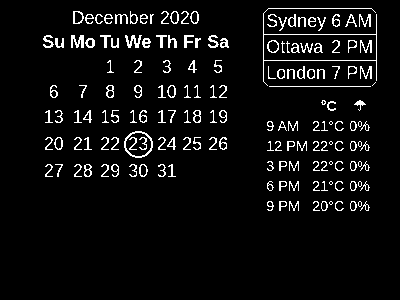 December 2020
Su Mo Tu We Th Fr Sa
1 2 3 4 5
6 7 8 9 10 11 12
13 14 15 16 17 18 19
20 21 22 23 24 25 26
27 28 29 30 31
Sydney 6 AM
Ottawa 2 PM
London 7 PM
°C ☂
9 AM 21°C 0%
12 PM 22°C 0%
3 PM 22°C 0%
6 PM 21°C 0%
9 PM 20°C 0%